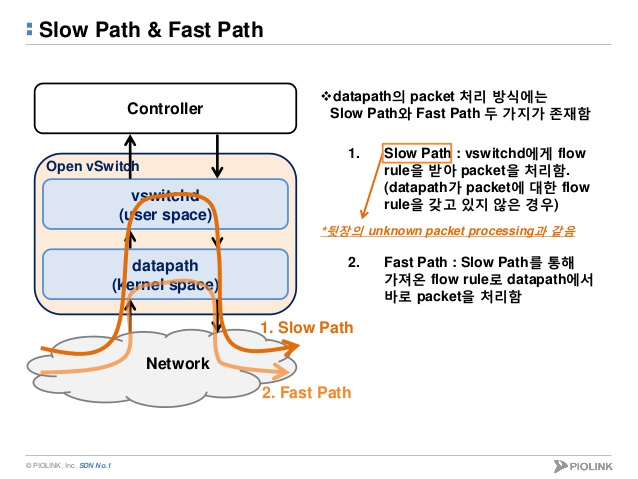 Slow Path & Fast Path
Controller
Open vSwitch
vswitchd
(user space)
datapath
(kernel space)
1. Slow Path
Network
2. Fast Path
❖datapath의 packet 처리 방식에는
Slow Path와 Fast Path 두 가지가 존재함
1. Slow Path : vswitchd에게 flow
rule을 받아 packet을 처리함.
(datapath가 packet에 대한 flow
rule을 갖고 있지 않은 경우)
*뒷장의 unknown packet processing과 같음
2. Fast Path : Slow Path를 통해
가져온 flow rule로 datapath에서
바로 packet을 처리함
© PIOLINK, Inc. SDN No.1
PIOLINK